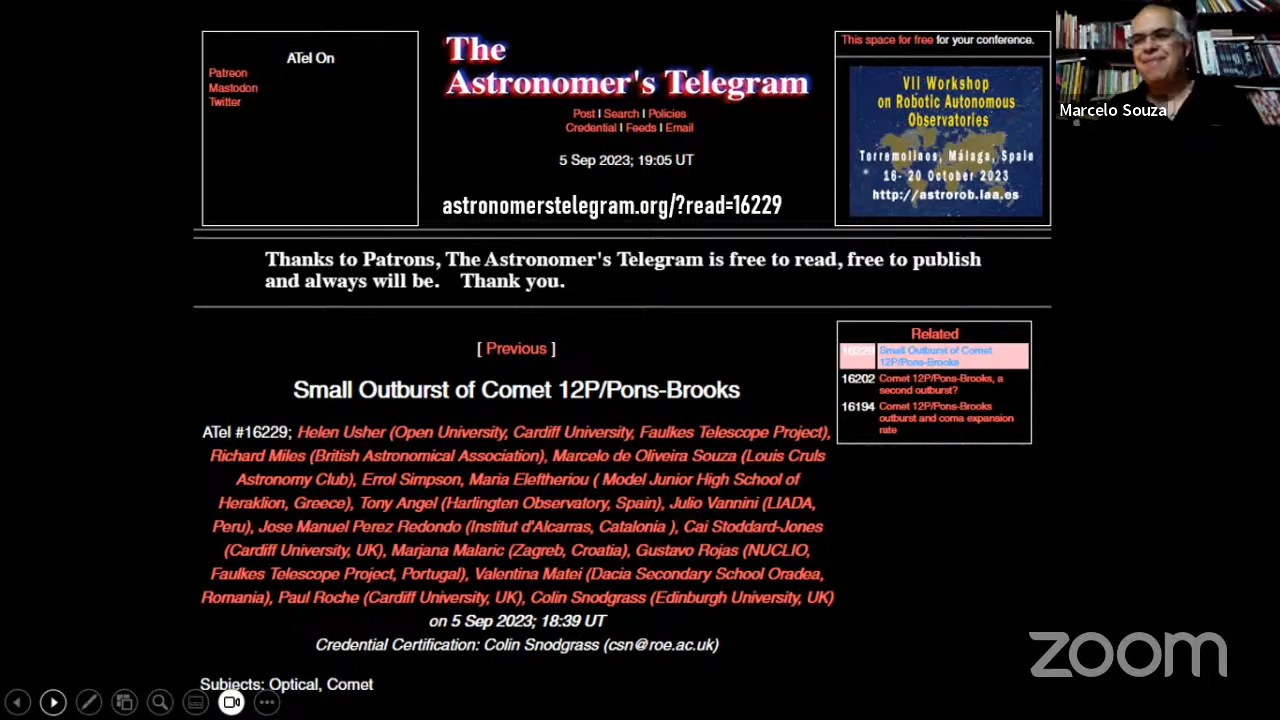 ATel On
Patreon
Mastodon
Twitter
The
Astronomer's Telegram
Post | Search | Policies
Credential | Feeds | Email
5 Sep 2023; 19:05 UT
astronomerstelegram.org/?read=16229
This space for free for your conference.
VII Workshop
on Robotic Autonomous
Observatories
Torremolinos, Málaga, Spain
16- 20 October 2023
http://astrorob.iaa.es
Marcelo Souza
Thanks to Patrons, The Astronomer's Telegram is free to read, free to publish
and always will be. Thank you.
[ Previous ]
Small Outburst of Comet 12P/Pons-Brooks
ATel #16229; Helen Usher (Open University, Cardiff University, Faulkes Telescope Project),
Richard Miles (British Astronomical Association), Marcelo de Oliveira Souza (Louis Cruls
Astronomy Club), Errol Simpson, Maria Eleftheriou ( Model Junior High School of
Heraklion, Greece), Tony Angel (Harlingten Observatory, Spain), Julio Vannini (LIADA,
Peru), Jose Manuel Perez Redondo (Institut d'Alcarras, Catalonia ), Cai Stoddard-Jones
(Cardiff University, UK), Marjana Malaric (Zagreb, Croatia), Gustavo Rojas (NUCLIO,
Faulkes Telescope Project, Portugal), Valentina Matei (Dacia Secondary School Oradea,
Romania), Paul Roche (Cardiff University, UK), Colin Snodgrass (Edinburgh University, UK)
on 5 Sep 2023; 18:39 UT
Credential Certification: Colin Snodgrass (csn@roe.ac.uk)
Subjects: Optical, Comet
Related
16229 Small Outburst of Comet
12P/Pons-Brooks
16202 Comet 12P/Pons-Brooks, a
second outburst?
16194 Comet 12P/Pons-Brooks
outburst and coma expansion
rate
zoom